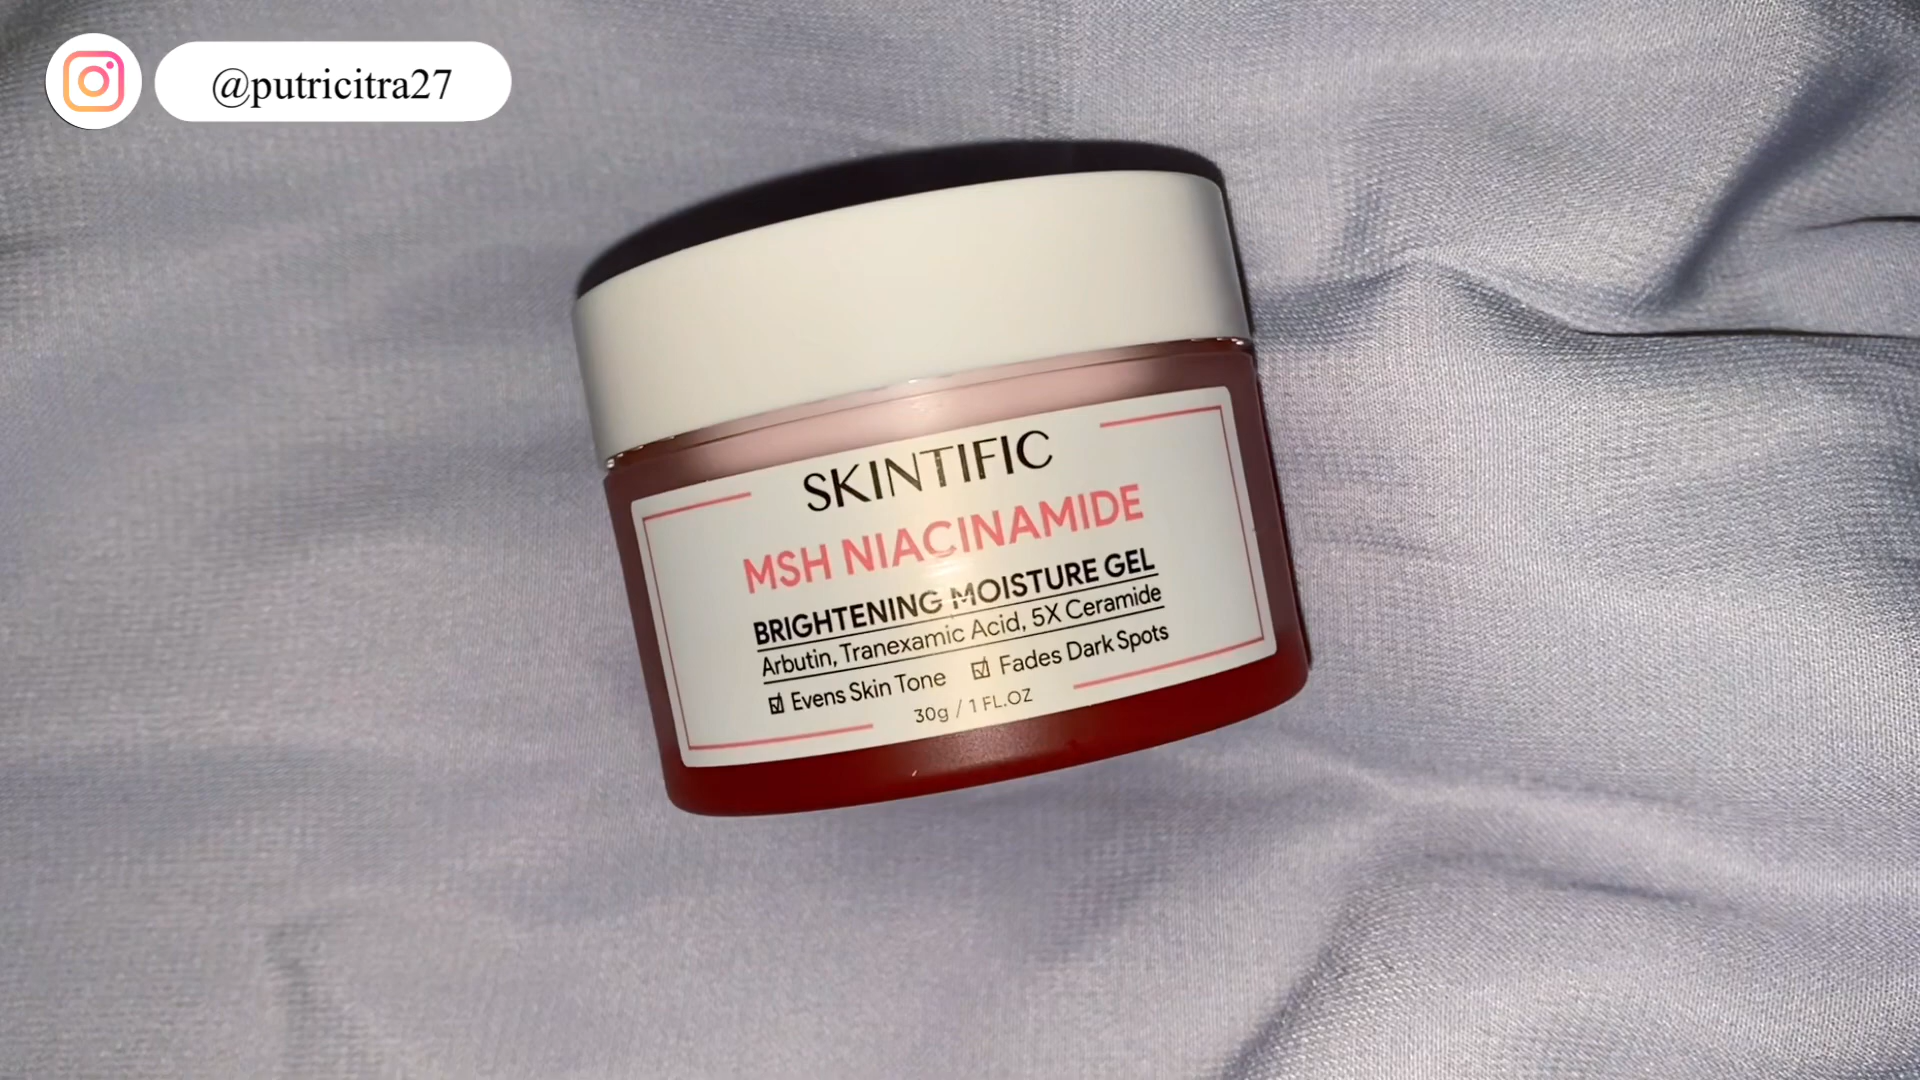 @putricitra27
SKINTIFIC
MSH NIACINAMIDE
BRIGHTENING MOISTURE GEL
Arbutin, Tranexamic Acid, 5X Ceramide
☑ Evens Skin Tone ☑ Fades Dark Spots
30g / 1 FL.OZ